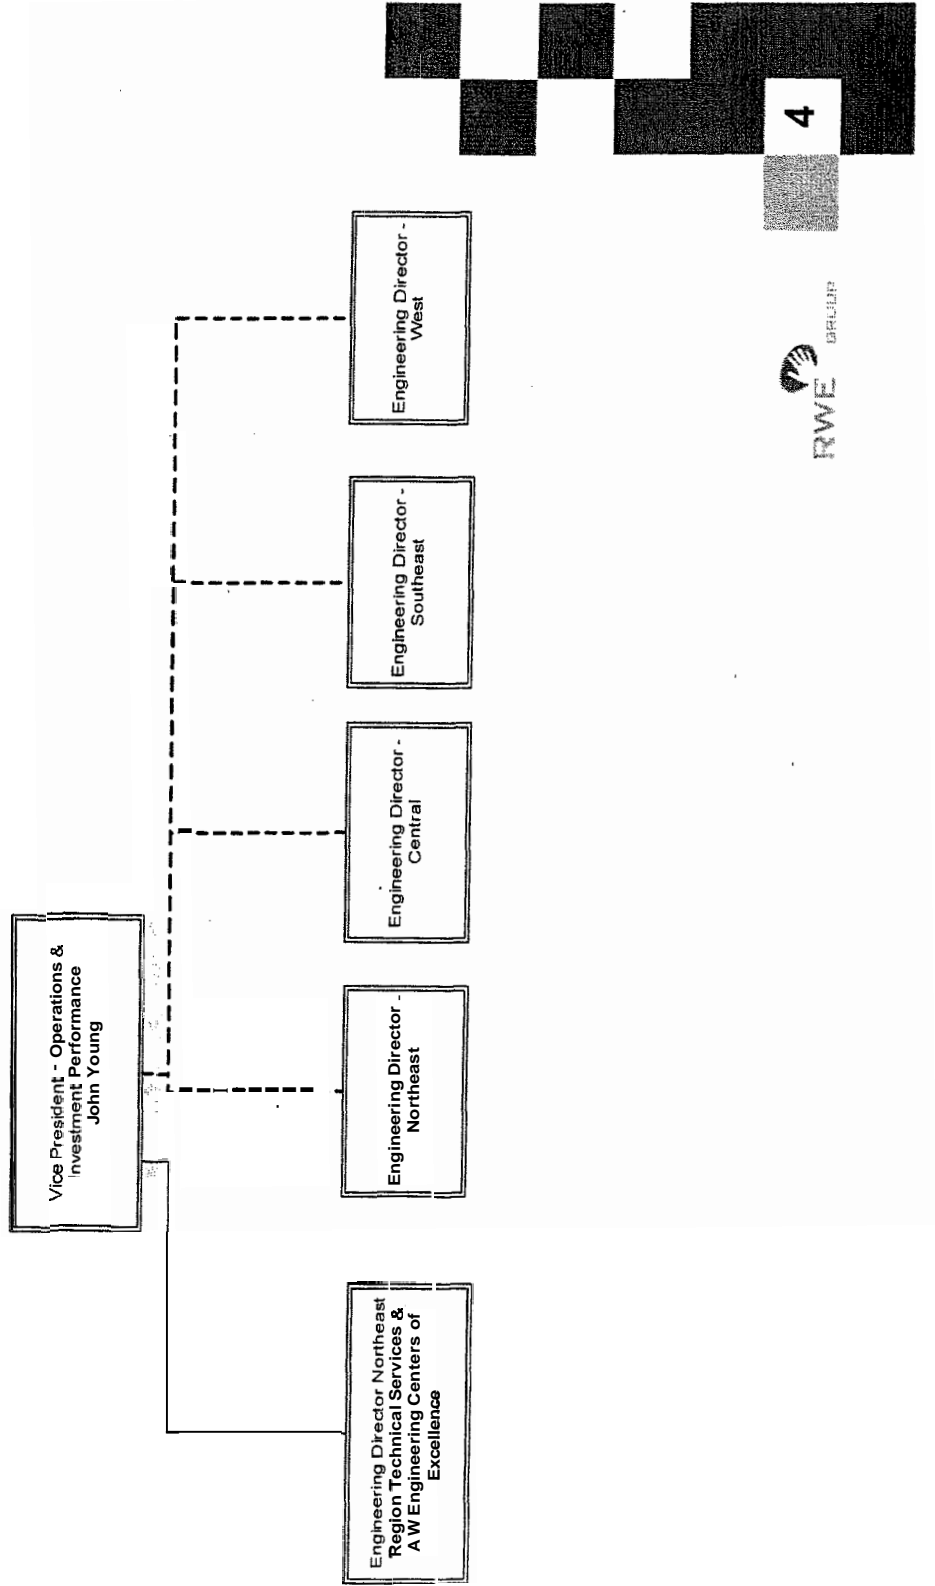 Vice President - Operations &
Investment Performance
John Young
Engineering Director Northeast
Region Technical Services &
AW Engineering Centers of
Excellence
Engineering Director -
Northeast
Engineering Director -
Central
Engineering Director -
Southeast
Engineering Director -
West
RWE GROUP
4